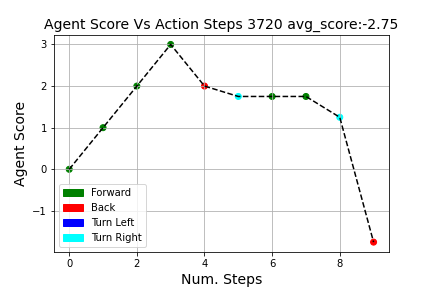 Agent Score Vs Action Steps 3720 avg_score:-2.75
3
2
1
0
−1
Agent Score
Forward
Back
Turn Left
Turn Right
0 2 4 6 8
Num. Steps